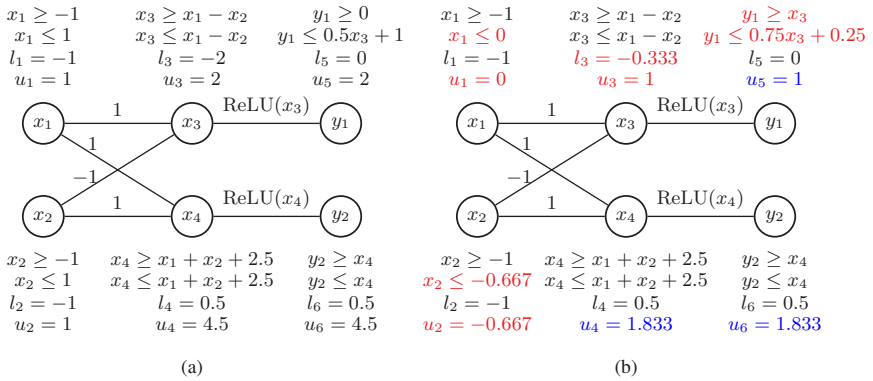 x₁ ≥ −1 x₃ ≥ x₁ − x₂ y₁ ≥ 0
x₁ ≤ 1 x₃ ≤ x₁ − x₂ y₁ ≤ 0.5x₃ + 1
l₁ = −1 l₃ = −2 l₅ = 0
u₁ = 1 u₃ = 2 u₅ = 2
x₁ 1 x₃ ReLU(x₃) y₁
1
−1
x₂ 1 x₄ ReLU(x₄) y₂
x₂ ≥ −1 x₄ ≥ x₁ + x₂ + 2.5 y₂ ≥ x₄
x₂ ≤ 1 x₄ ≤ x₁ + x₂ + 2.5 y₂ ≤ x₄
l₂ = −1 l₄ = 0.5 l₆ = 0.5
u₂ = 1 u₄ = 4.5 u₆ = 4.5
(a)
x₁ ≥ −1 x₃ ≥ x₁ − x₂ y₁ ≥ x₃
x₁ ≤ 0 x₃ ≤ x₁ − x₂ y₁ ≤ 0.75x₃ + 0.25
l₁ = −1 l₃ = −0.333 l₅ = 0
u₁ = 0 u₃ = 1 u₅ = 1
x₁ 1 x₃ ReLU(x₃) y₁
1
−1
x₂ 1 x₄ ReLU(x₄) y₂
x₂ ≥ −1 x₄ ≥ x₁ + x₂ + 2.5 y₂ ≥ x₄
x₂ ≤ −0.667 x₄ ≤ x₁ + x₂ + 2.5 y₂ ≤ x₄
l₂ = −1 l₄ = 0.5 l₆ = 0.5
u₂ = −0.667 u₄ = 1.833 u₆ = 1.833
(b)